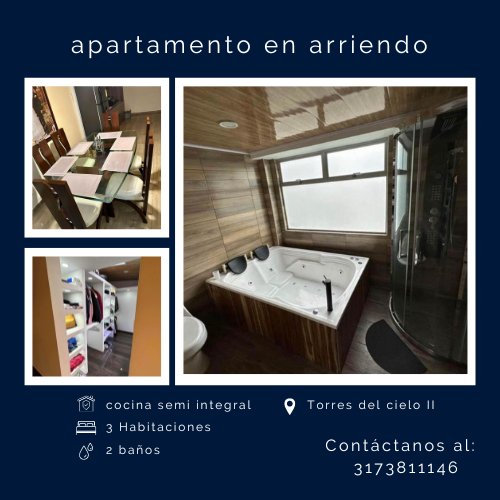 apartamento en arriendo
cocina semi integral
3 Habitaciones
2 baños
Torres del cielo II
Contáctanos al:
3173811146